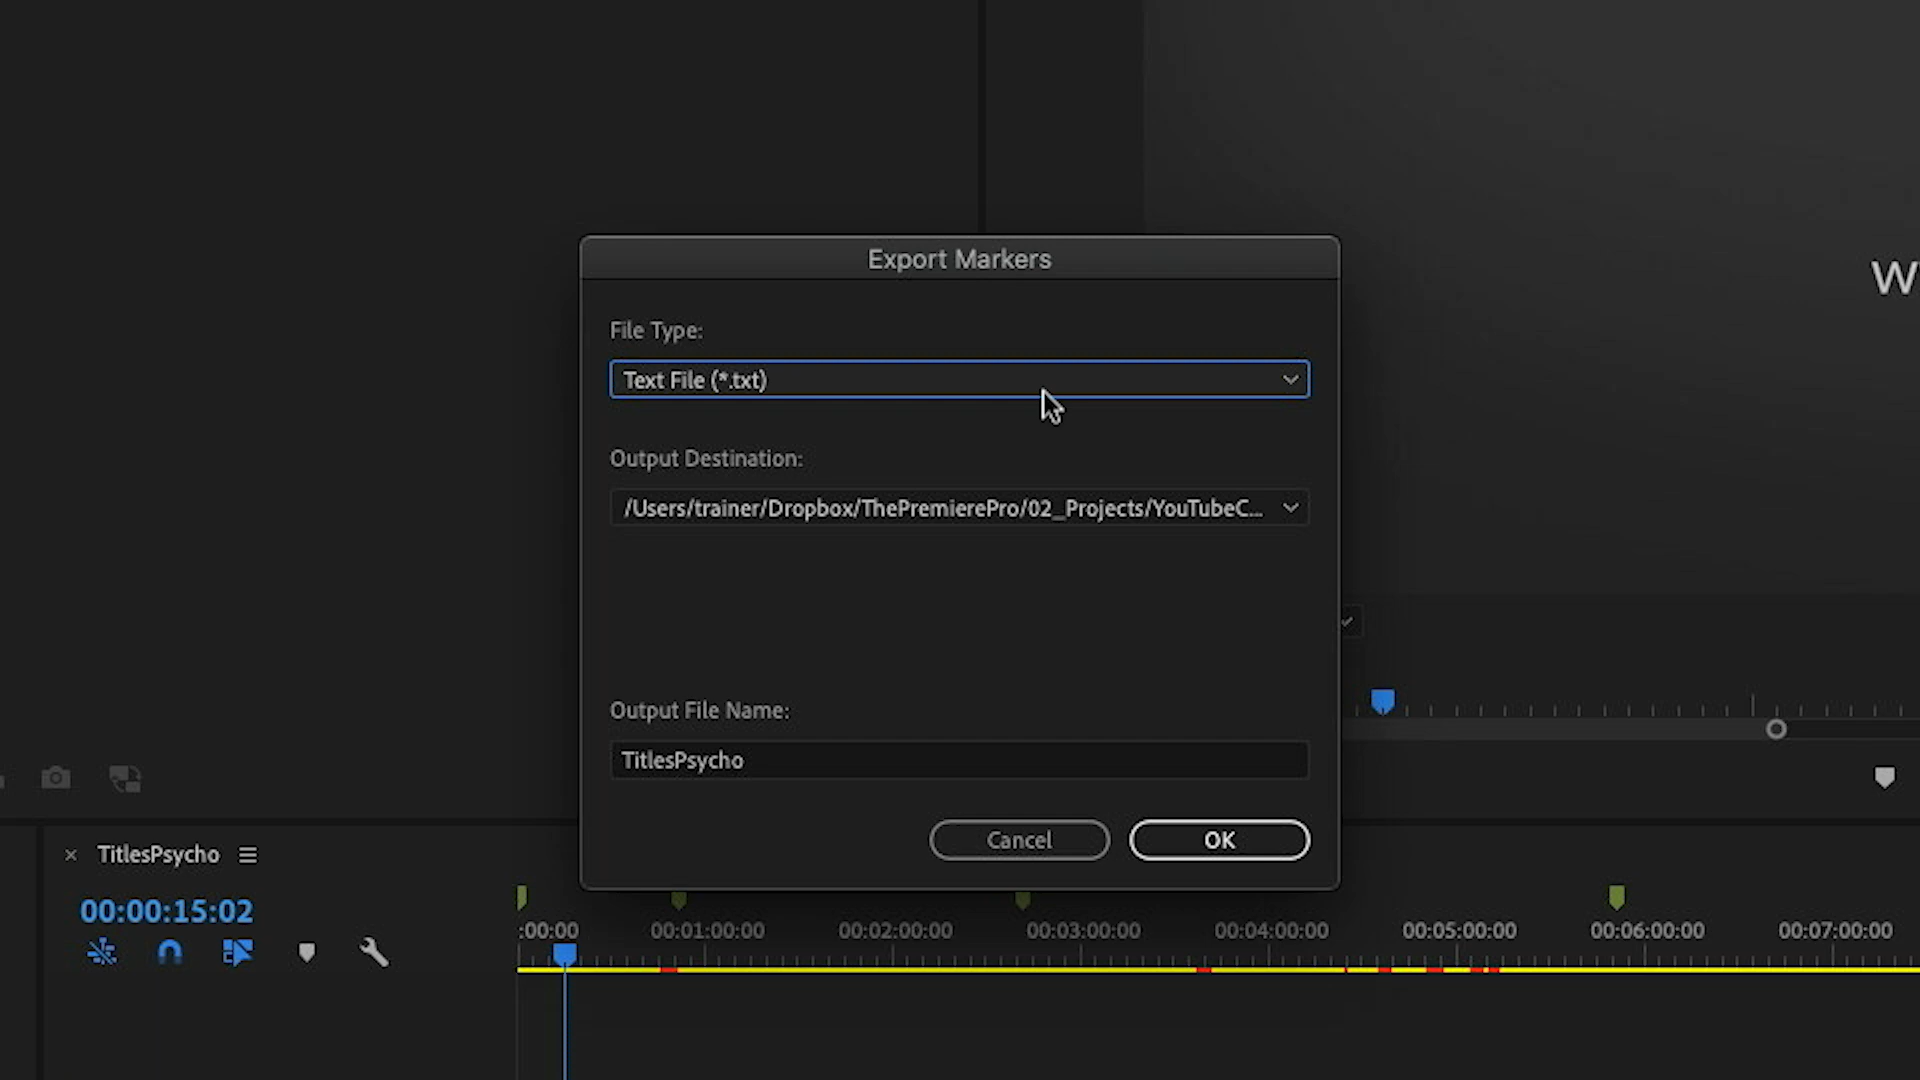 Export Markers
W
File Type:
Text File (*.txt)
Output Destination:
/Users/trainer/Dropbox/ThePremierePro/02_Projects/YouTubeC...
Output File Name:
TitlesPsycho
Cancel
OK
TitlesPsycho
00:00:15:02
:00:00
00:01:00:00
00:02:00:00
00:03:00:00
00:04:00:00
00:05:00:00
00:06:00:00
00:07:00:00